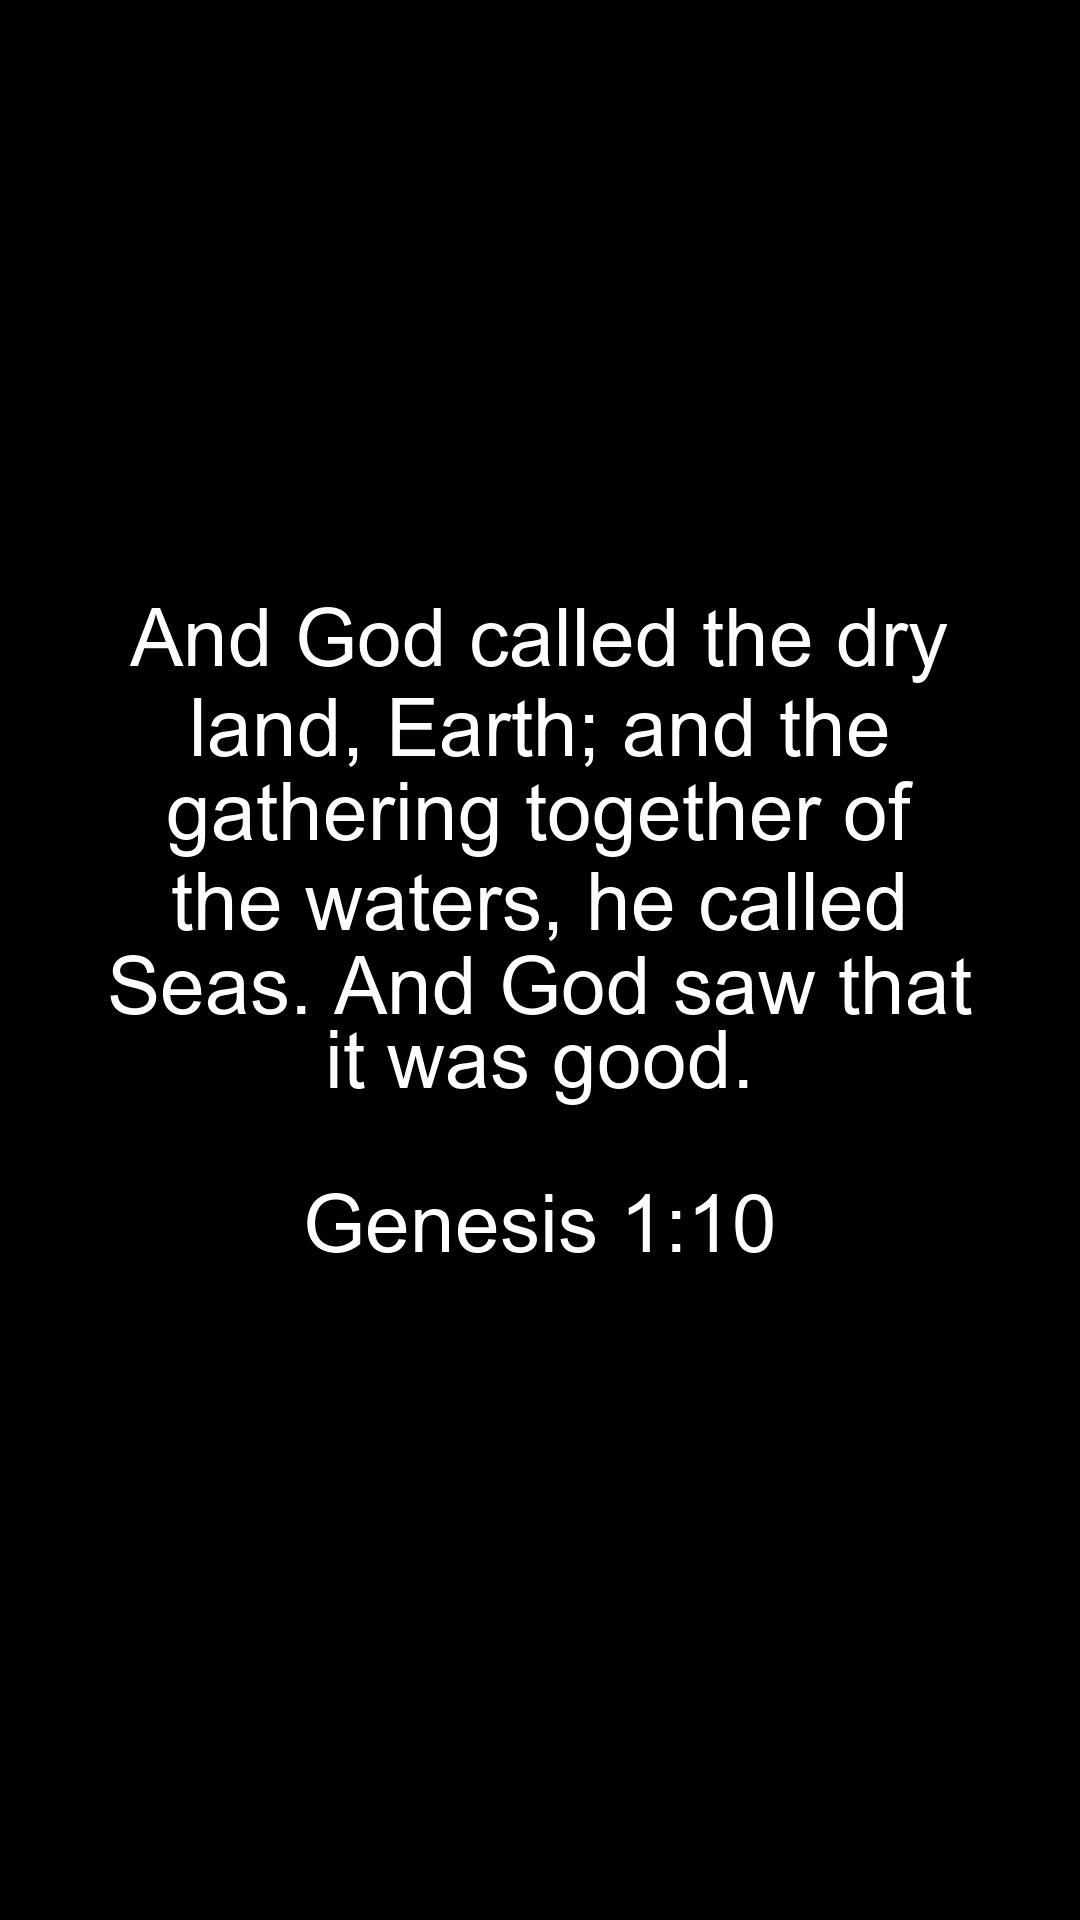 And God called the dry
land, Earth; and the
gathering together of
the waters, he called
Seas. And God saw that
it was good.
Genesis 1:10